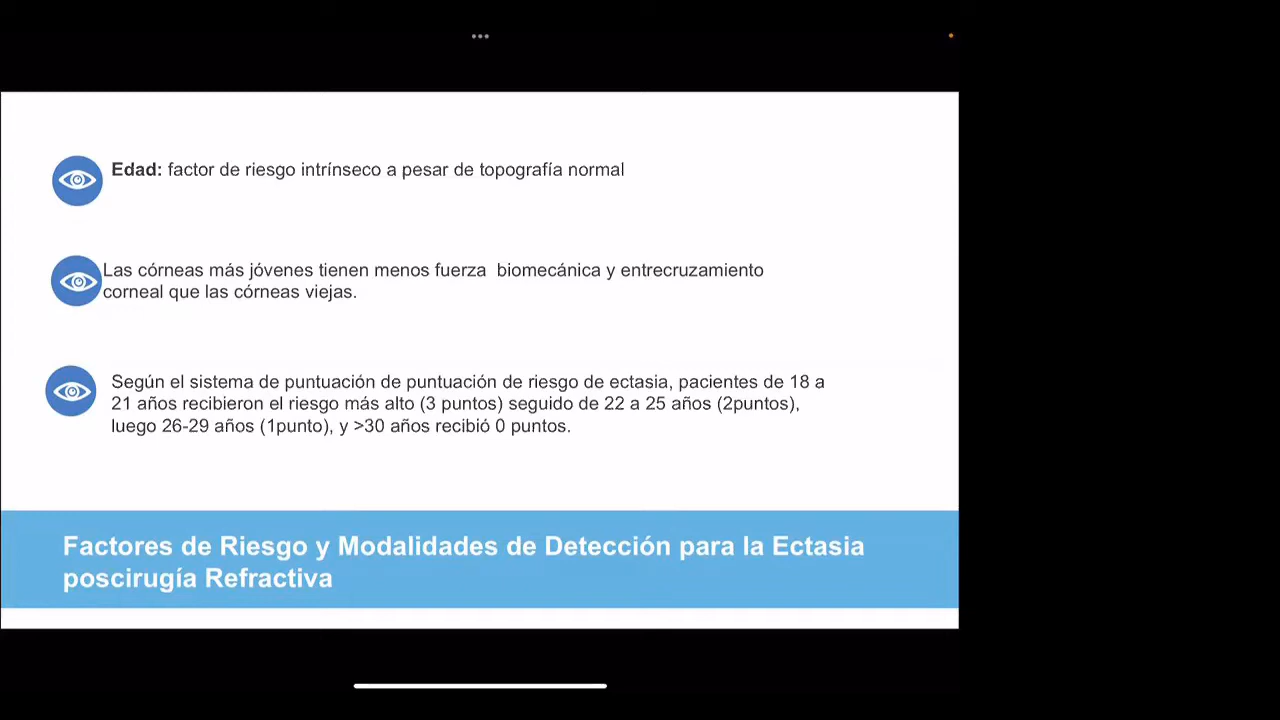 Edad: factor de riesgo intrínseco a pesar de topografía normal
Las córneas más jóvenes tienen menos fuerza  biomecánica y entrecruzamiento
corneal que las córneas viejas.
Según el sistema de puntuación de puntuación de riesgo de ectasia, pacientes de 18 a
21 años recibieron el riesgo más alto (3 puntos) seguido de 22 a 25 años (2puntos),
luego 26-29 años (1punto), y >30 años recibió 0 puntos.
Factores de Riesgo y Modalidades de Detección para la Ectasia
poscirugía Refractiva